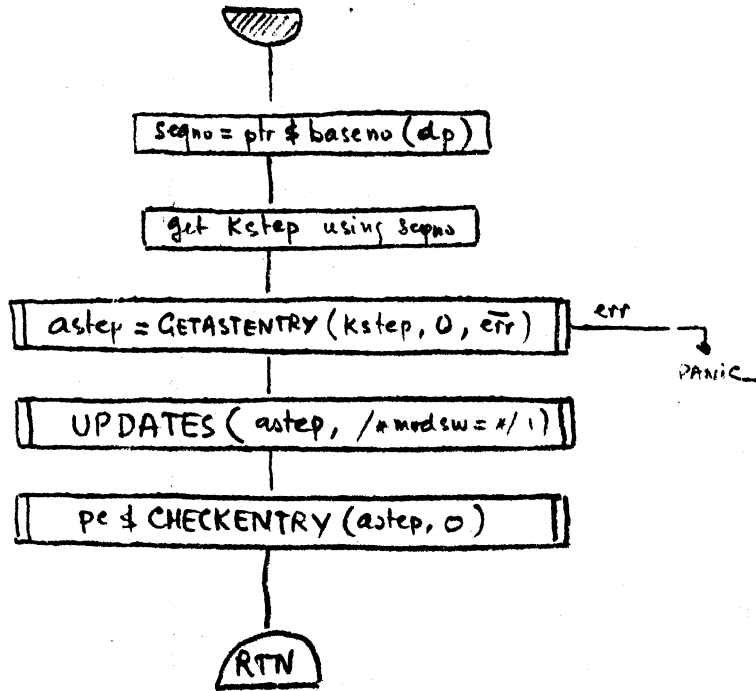 segno = ptr $ baseno (dp)
get Kstep using segno
astep = GETASTENTRY (kstep, 0, err)
err
PANIC
UPDATES ( astep, /* modsw = */ 1)
pc $ CHECKENTRY (astep, 0)
RTN